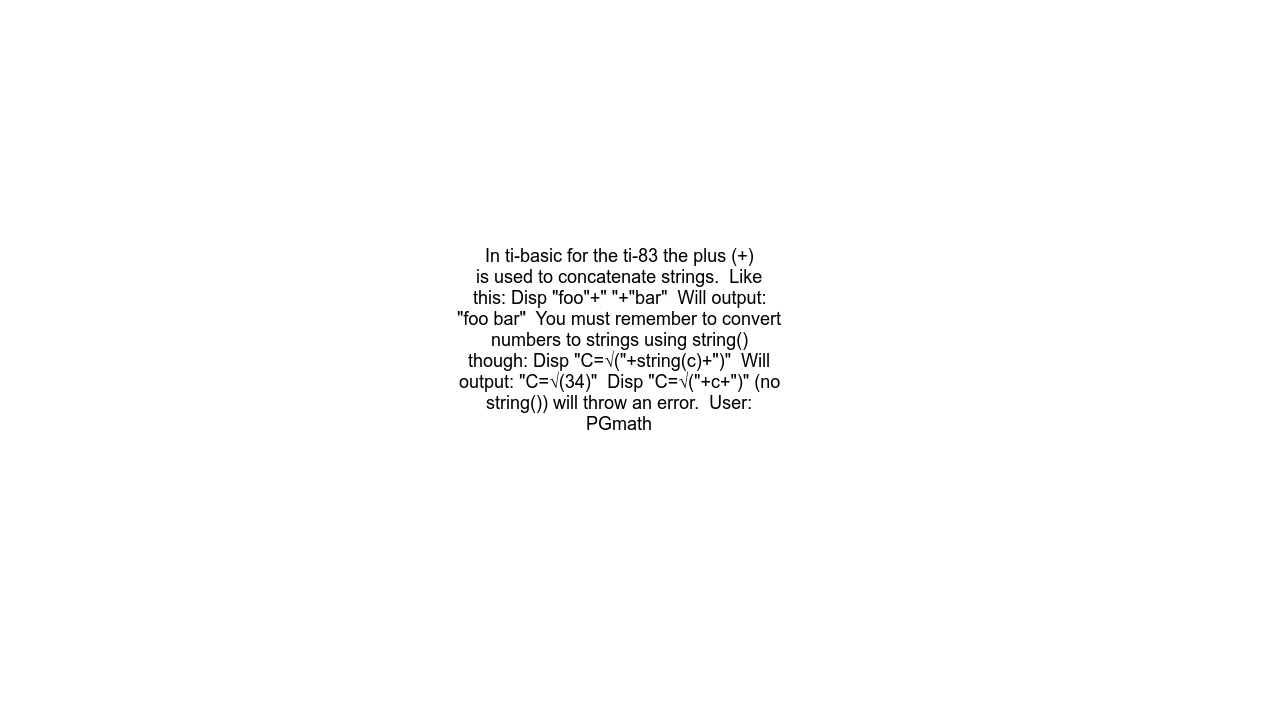 In ti-basic for the ti-83 the plus (+)
is used to concatenate strings.  Like
this: Disp "foo"+" "+"bar"  Will output:
"foo bar"  You must remember to convert
numbers to strings using string()
though: Disp "C=√("+string(c)+")"  Will
output: "C=√(34)"  Disp "C=√("+c+")" (no
string()) will throw an error.  User:
PGmath